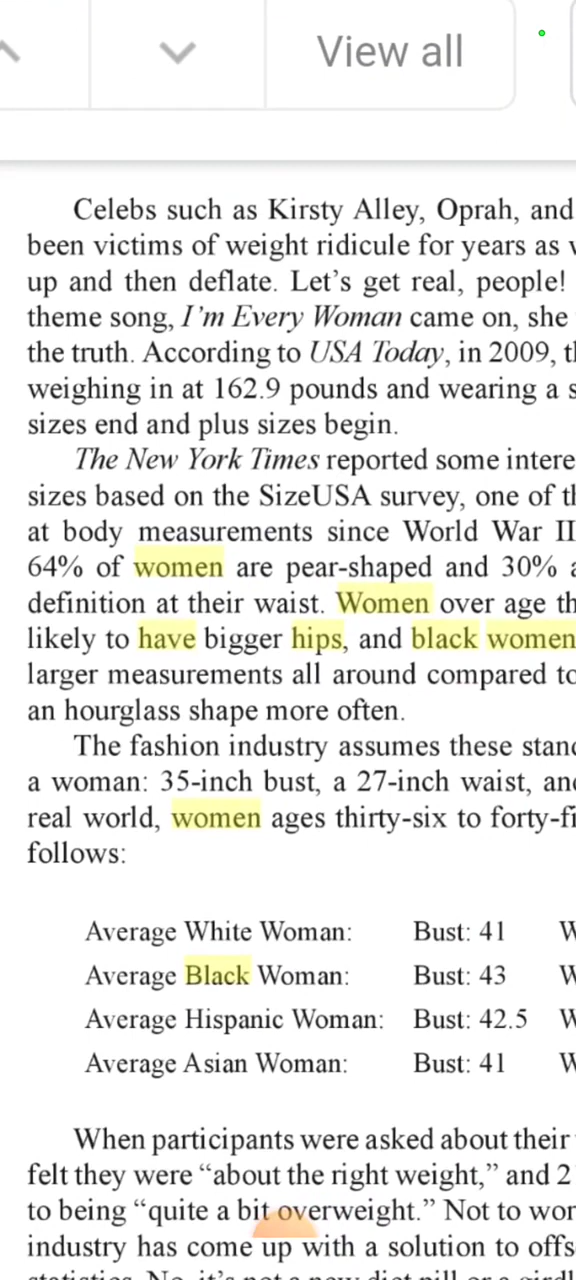 View all
Celebs such as Kirsty Alley, Oprah, and
been victims of weight ridicule for years as
up and then deflate. Let’s get real, people!
theme song, I’m Every Woman came on, she
the truth. According to USA Today, in 2009,
weighing in at 162.9 pounds and wearing a
sizes end and plus sizes begin.
The New York Times reported some
sizes based on the SizeUSA survey, one of
at body measurements since World War II
64% of women are pear-shaped and 30%
definition at their waist. Women over age
likely to have bigger hips, and black women
larger measurements all around compared to
an hourglass shape more often.
The fashion industry assumes these
a woman: 35-inch bust, a 27-inch waist,
real world, women ages thirty-six to
follows:
Average White Woman: Bust: 41
Average Black Woman: Bust: 43
Average Hispanic Woman: Bust: 42.5
Average Asian Woman: Bust: 41
When participants were asked about their
felt they were “about the right weight,” and
to being “quite a bit overweight.” Not to
industry has come up with a solution to